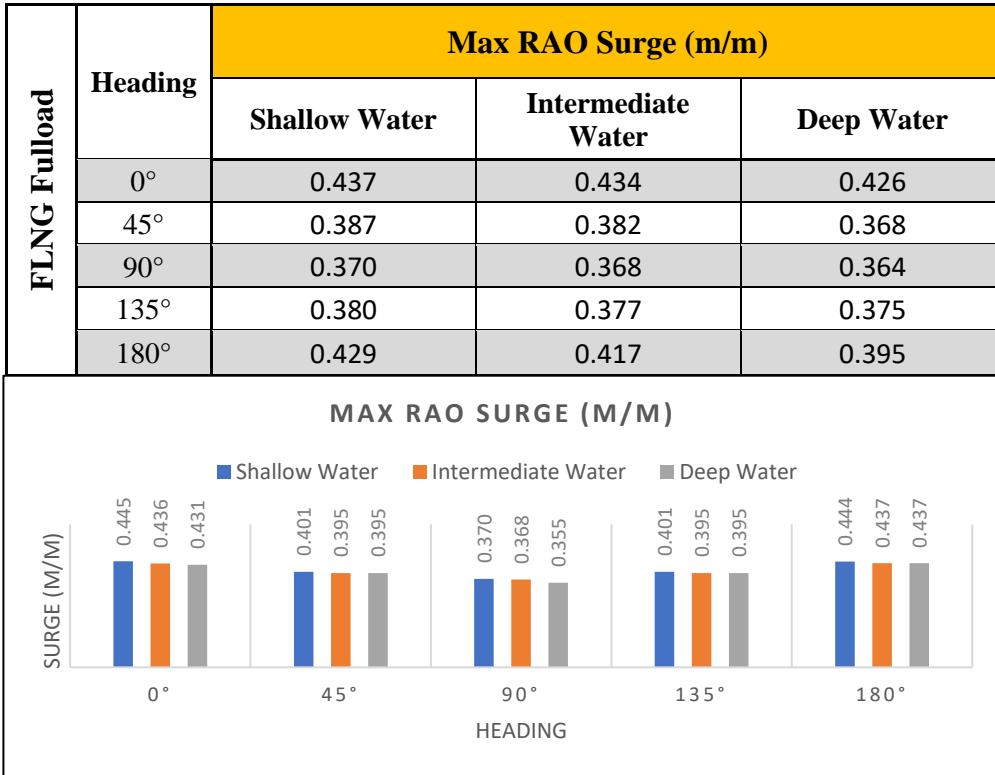 FLNG Fulload
Heading
Max RAO Surge (m/m)
Shallow Water
Intermediate
Water
Deep Water
0° 0.437 0.434 0.426
45° 0.387 0.382 0.368
90° 0.370 0.368 0.364
135° 0.380 0.377 0.375
180° 0.429 0.417 0.395
MAX RAO SURGE (M/M)
Shallow Water Intermediate Water Deep Water
SURGE (M/M)
0.445 0.436 0.431 0.401 0.395 0.395 0.370 0.368 0.355 0.401 0.395 0.395 0.444 0.437 0.437
0° 45° 90° 135° 180°
HEADING